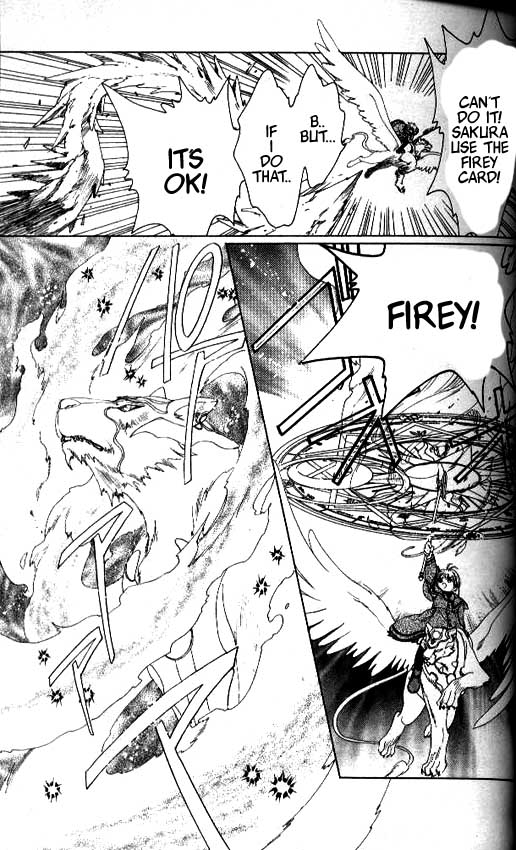 CAN'T
DO IT!
SAKURA
USE THE
FIREY
CARD!
B..
BUT...
IF
I
DO
THAT..
ITS
OK!
FIREY!